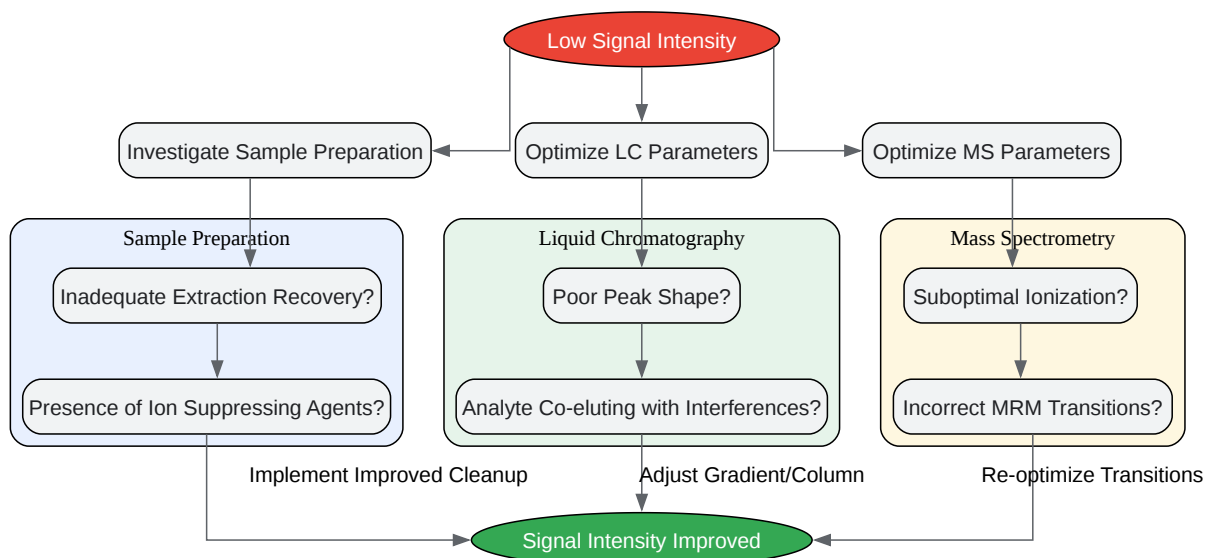 Low Signal Intensity
Investigate Sample Preparation
Optimize LC Parameters
Optimize MS Parameters
Sample Preparation
Liquid Chromatography
Mass Spectrometry
Inadequate Extraction Recovery?
Poor Peak Shape?
Suboptimal Ionization?
Presence of Ion Suppressing Agents?
Analyte Co-eluting with Interferences?
Incorrect MRM Transitions?
Implement Improved Cleanup
Adjust Gradient/Column
Re-optimize Transitions
Signal Intensity Improved